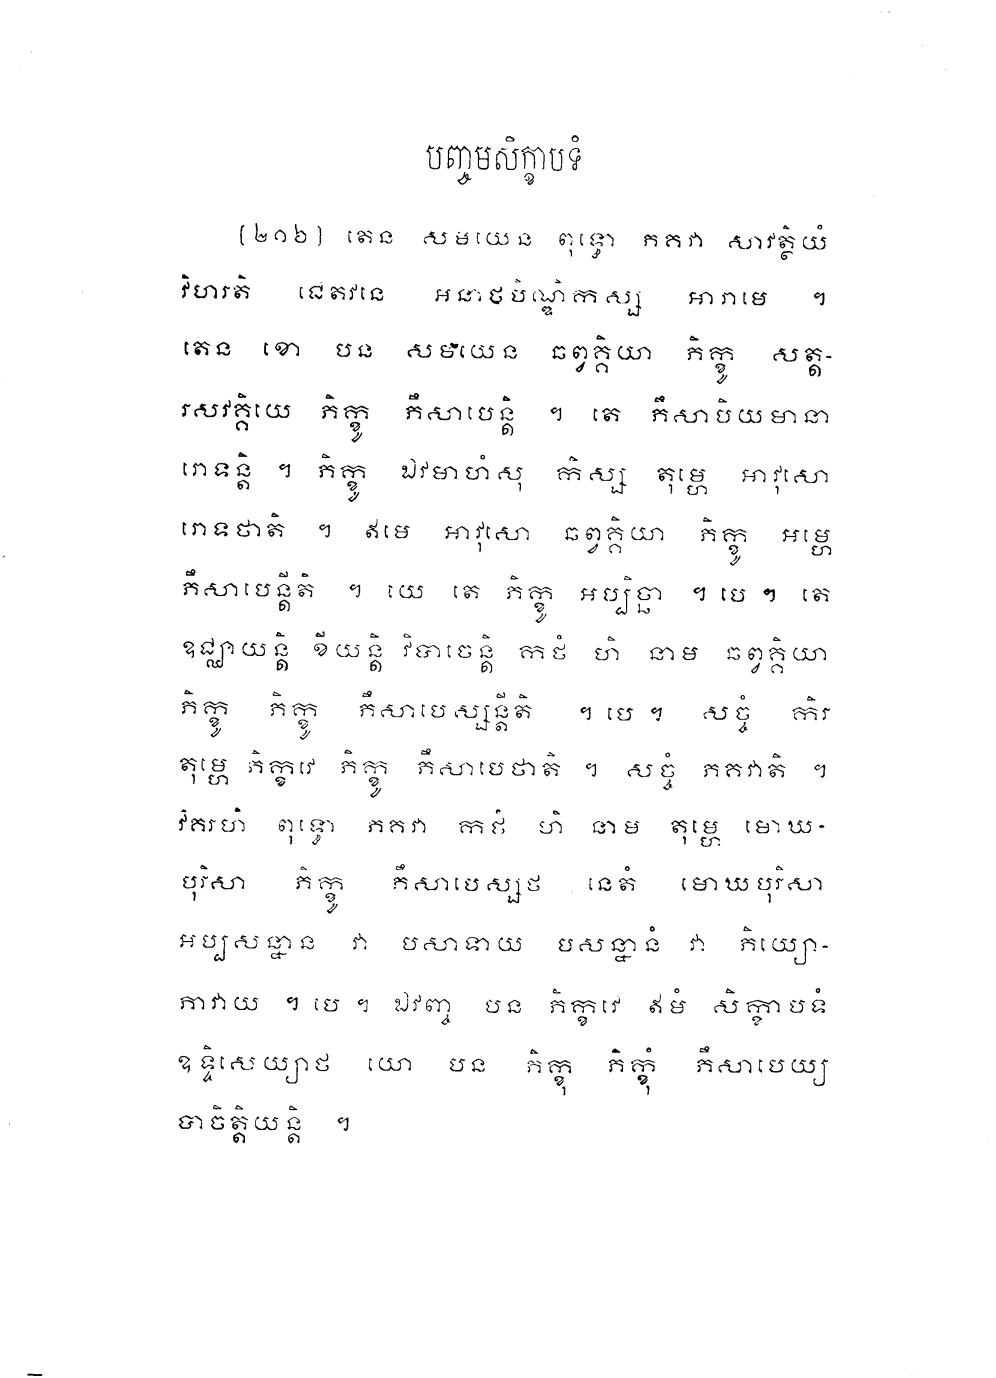 បញ្ចមសិក្ខាបទំ
(២១៦) តេន សមយេន ពុទ្ធោ ភគវា សាវត្ថិយំ
វិហរតិ ជេតវនេ អនាថបិណ្ឌិកស្ស អារាមេ ។
តេន ខោ បន សមយេន ឆព្វគ្គិយា ភិក្ខូ សត្ត-
រសវគ្គិយេ ភិក្ខូ ភឹសាបេន្តិ ។ តេ ភឹសាបិយមានា
រោទន្តិ ។ ភិក្ខូ ឯវមាហំសុ កិស្ស តុម្ហេ អាវុសោ
រោទថាតិ ។ ឥមេ អាវុសោ ឆព្វគ្គិយា ភិក្ខូ អម្ហេ
ភឹសាបេន្តីតិ ។ យេ តេ ភិក្ខូ អប្បិច្ឆា ។ បេ ។ តេ
ឧជ្ឈាយន្តិ ខីយន្តិ វិបាចេន្តិ កថំ ហិ នាម ឆព្វគ្គិយា
ភិក្ខូ ភិក្ខូ ភឹសាបេស្សន្តីតិ ។ បេ ។ សច្ចំ កិរ
តុម្ហេ ភិក្ខវេ ភិក្ខូ ភឹសាបេថាតិ ។ សច្ចំ ភគវាតិ ។
វិគរហិ ពុទ្ធោ ភគវា កថំ ហិ នាម តុម្ហេ មោឃ-
បុរិសា ភិក្ខូ ភឹសាបេស្សថ នេតំ មោឃបុរិសា
អប្បសន្នាន វា បសាទាយ បសន្នានំ វា ភិយ្យោ-
ភាវាយ ។ បេ ។ ឯវញ្ច បន ភិក្ខវេ ឥមំ សិក្ខាបទំ
ឧទ្ទិសេយ្យាថ យោ បន ភិក្ខុ ភិក្ខុំ ភឹសាបេយ្យ
បាចិត្តិយន្តិ ។